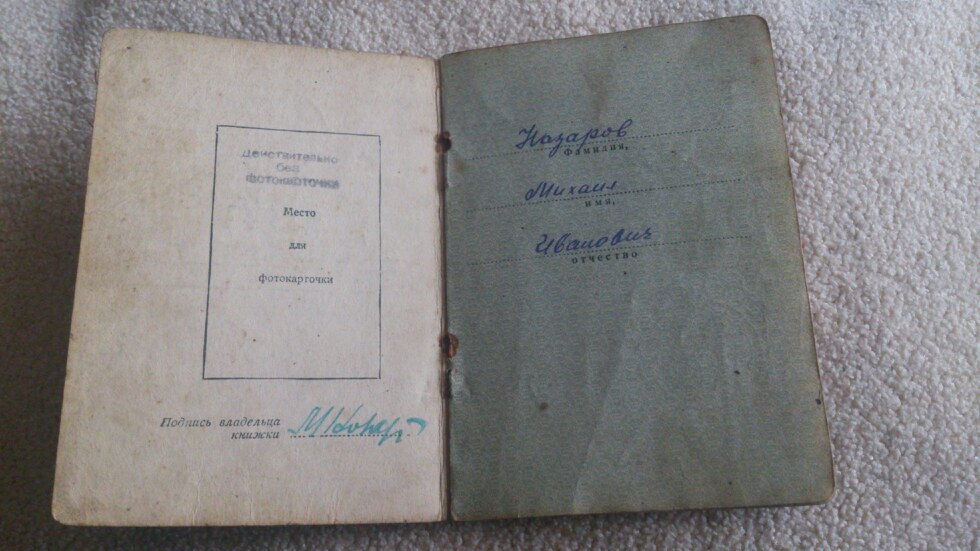 Действительно
без
фотокарточки
Место
для
фотокарточки
Подпись владельца
книжки
Назаров
фамилия,
Михаил
имя,
Иванович
отчество